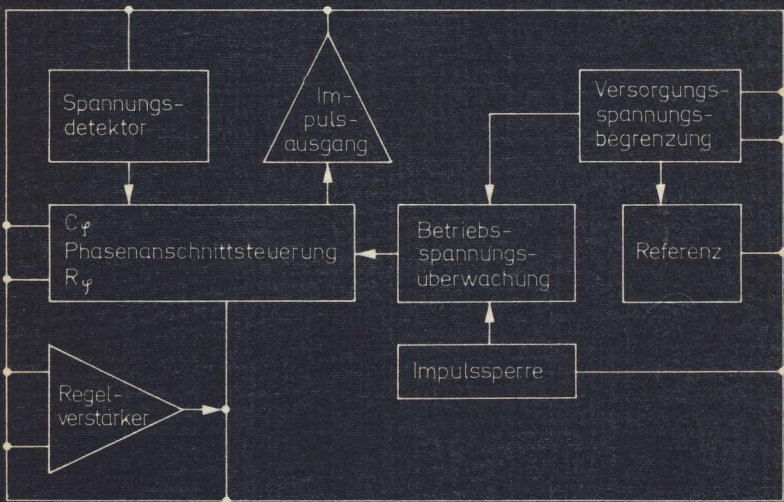 Spannungs-
detektor
Im-
puls-
ausgang
Versorgungs-
spannungs-
begrenzung
Cφ
Phasenanschnittsteuerung
Rφ
Betriebs-
spannungs-
überwachung
Referenz
Regel-
verstärker
Impulssperre